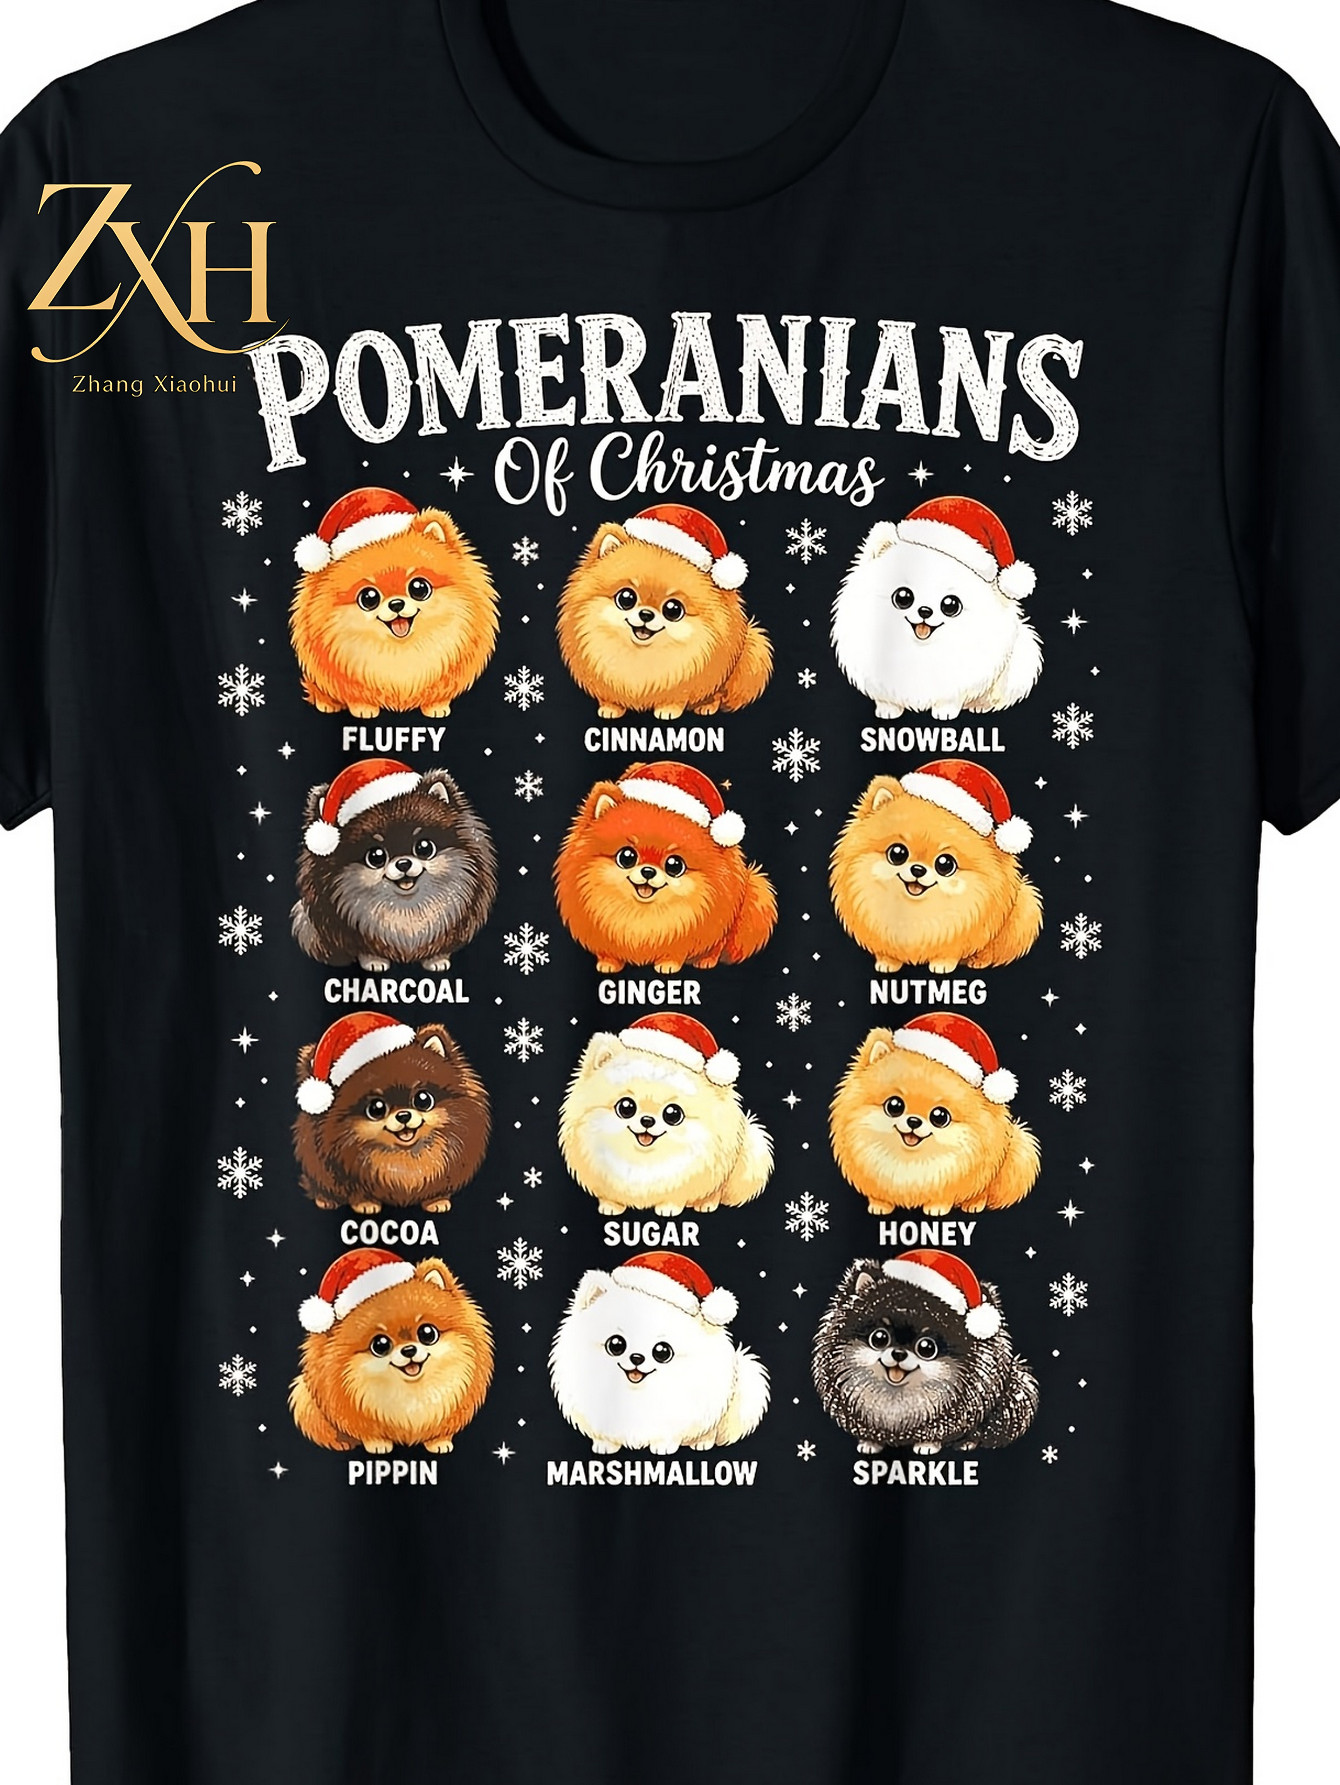 ZXH
Zhang Xiaohui
POMERANIANS
Of Christmas
FLUFFY
CINNAMON
SNOWBALL
CHARCOAL
GINGER
NUTMEG
COCOA
SUGAR
HONEY
PIPPIN
MARSHMALLOW
SPARKLE